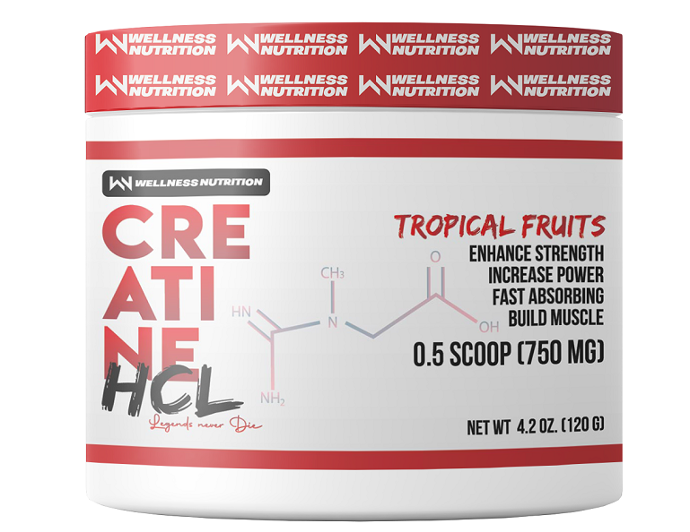 WELLNESS NUTRITION WELLNESS NUTRITION WELLNESS NUTRITION WELLNESS NUTRITION
WELLNESS NUTRITION WELLNESS NUTRITION WELLNESS NUTRITION WELLNESS NUTRITION
WELLNESS NUTRITION
CRE
ATI
NE
HCL
Legends never Die
HN
CH₃
N
NH₂
O
OH
TROPICAL FRUITS
ENHANCE STRENGTH
INCREASE POWER
FAST ABSORBING
BUILD MUSCLE
0.5 SCOOP (750 MG)
NET WT 4.2 OZ. (120 G)